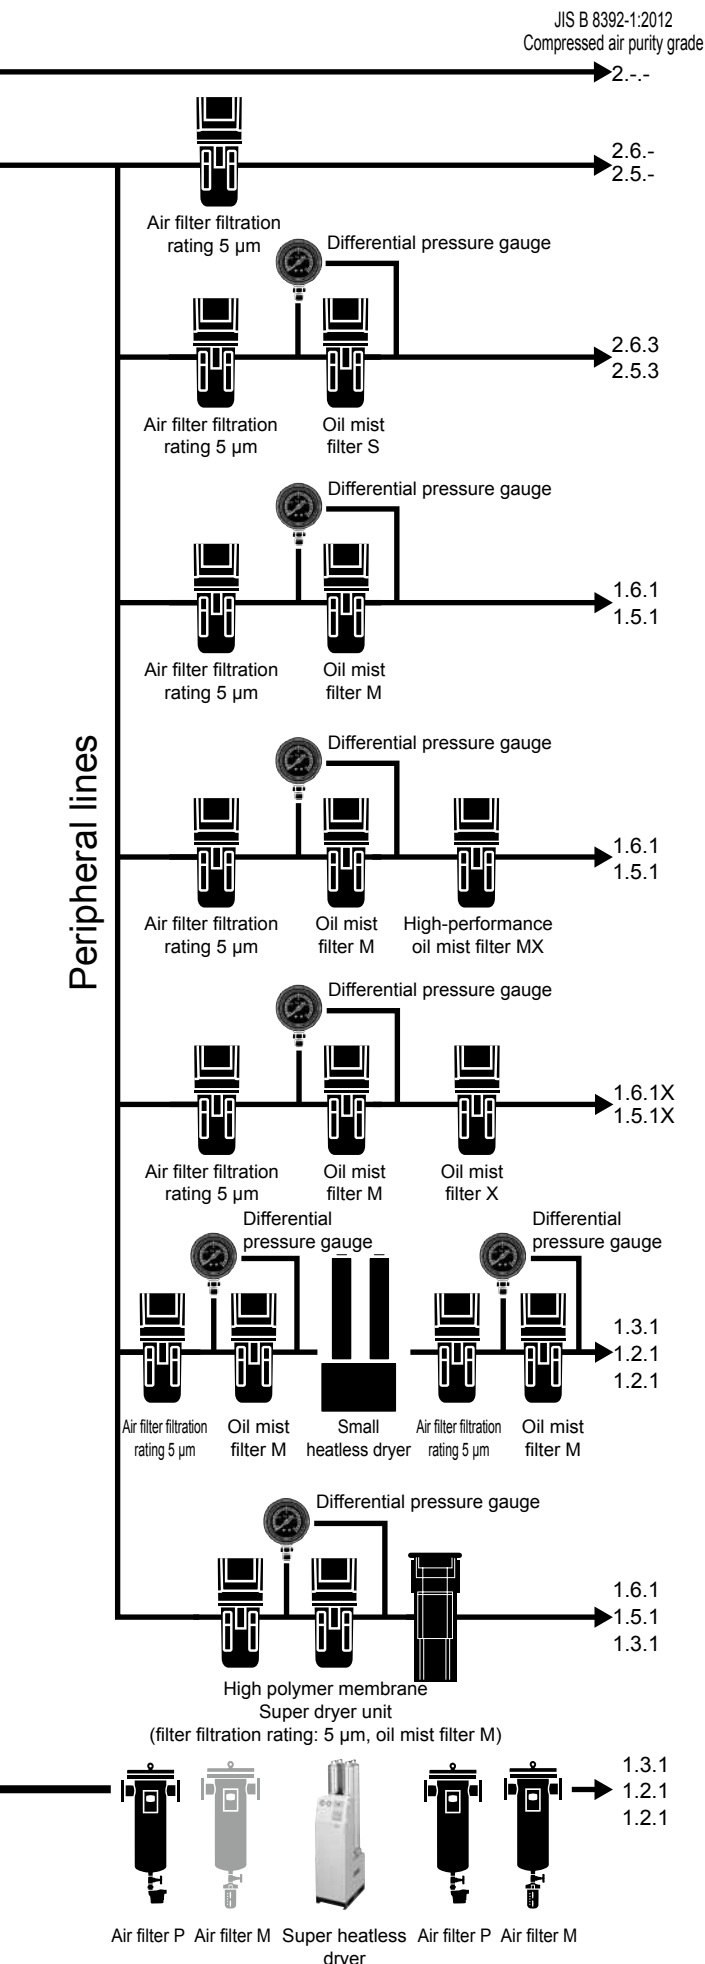 JIS B 8392-1:2012
Compressed air purity grade
2.-.-
2.6.-
2.5.-
Air filter filtration
rating 5 µm
Differential pressure gauge
2.6.3
2.5.3
Air filter filtration
rating 5 µm
Oil mist
filter S
Differential pressure gauge
1.6.1
1.5.1
Air filter filtration
rating 5 µm
Oil mist
filter M
Peripheral lines
Differential pressure gauge
1.6.1
1.5.1
Air filter filtration
rating 5 µm
Oil mist
filter M
High-performance
oil mist filter MX
Differential pressure gauge
1.6.1X
1.5.1X
Air filter filtration
rating 5 µm
Oil mist
filter M
Oil mist
filter X
Differential
pressure gauge
Differential
pressure gauge
1.3.1
1.2.1
1.2.1
Air filter filtration
rating 5 µm
Oil mist
filter M
Small
heatless dryer
Air filter filtration
rating 5 µm
Oil mist
filter M
Differential pressure gauge
1.6.1
1.5.1
1.3.1
High polymer membrane
Super dryer unit
(filter filtration rating: 5 µm, oil mist filter M)
1.3.1
1.2.1
1.2.1
Air filter P
Air filter M
Super heatless
dryer
Air filter P
Air filter M